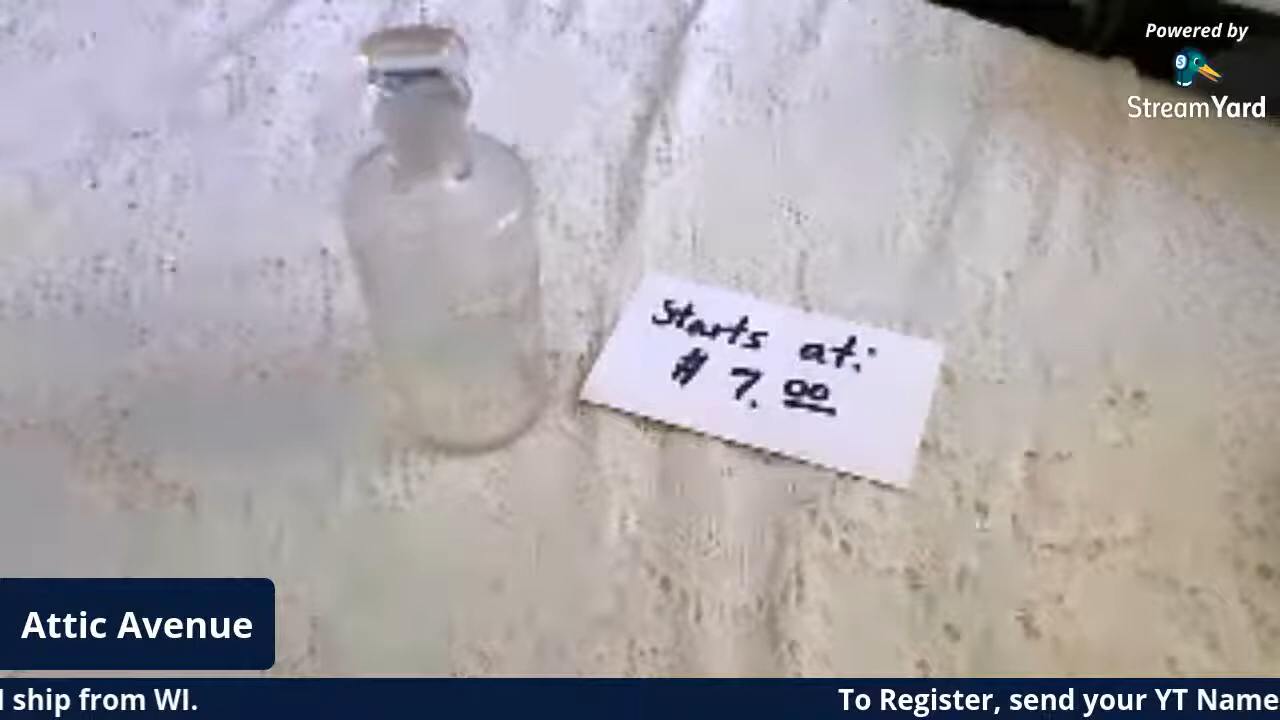 Powered by
StreamYard
Starts at:
# 7.00
Attic Avenue
ship from WI.
To Register, send your YT Name